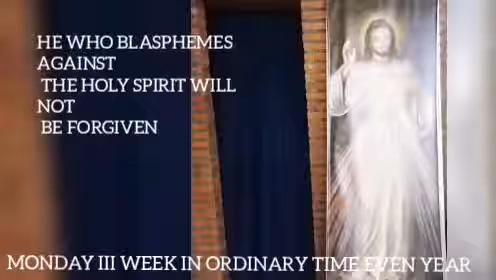 HE WHO BLASPHEMES
AGAINST
THE HOLY SPIRIT WILL
NOT
BE FORGIVEN
MONDAY III WEEK IN ORDINARY TIME EVEN YEAR